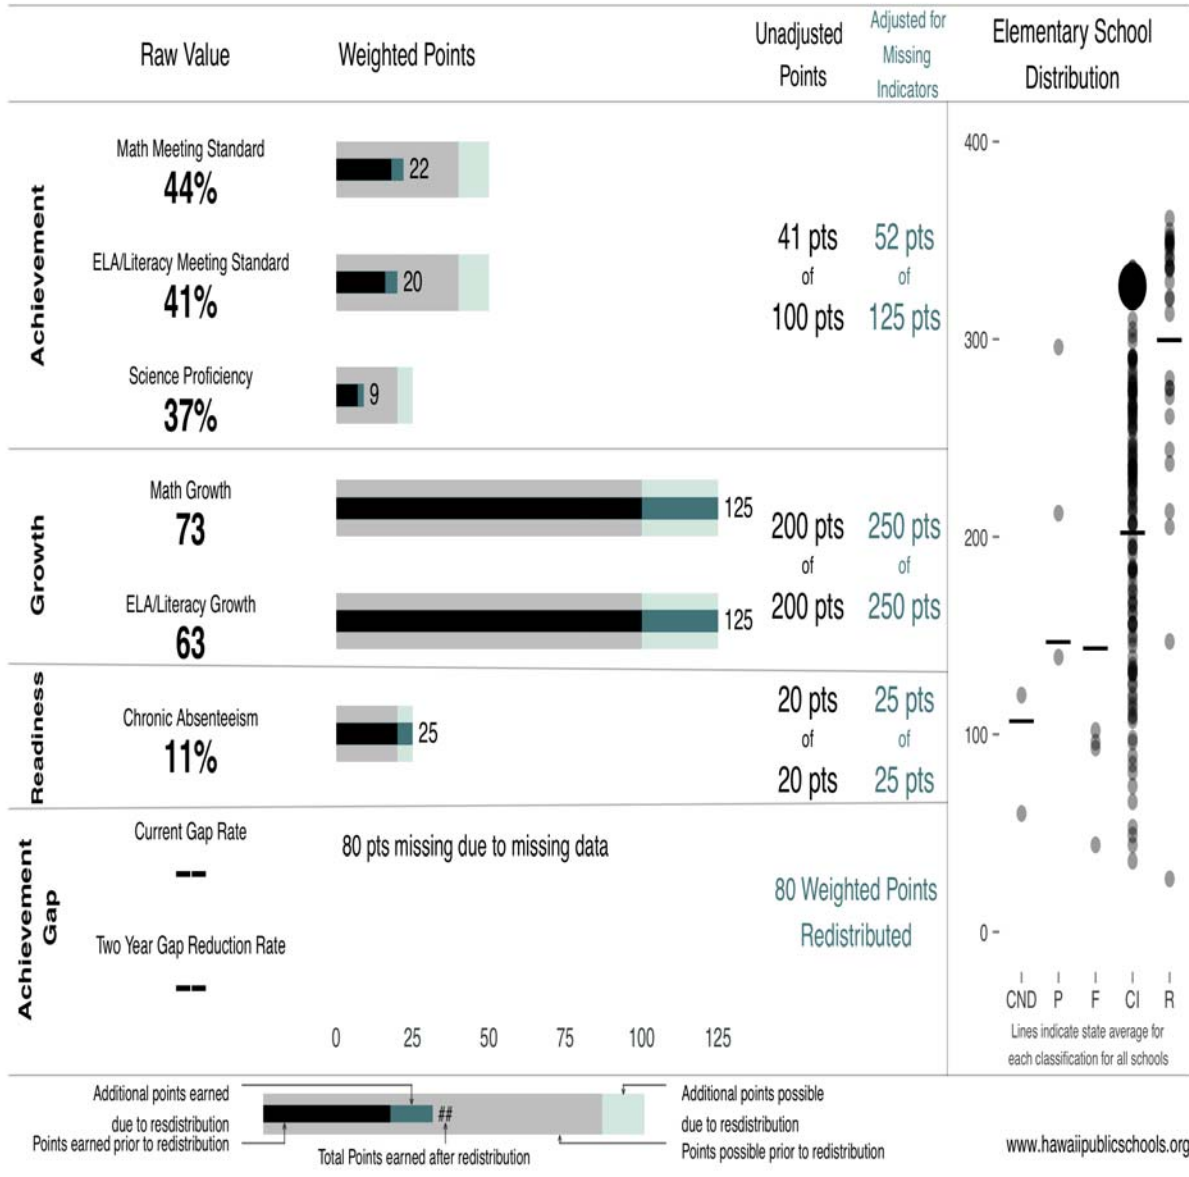 Raw Value
Weighted Points
Unadjusted
Points
Adjusted for
Missing
Indicators
Elementary School
Distribution
Achievement
Math Meeting Standard
44%
22
ELA/Literacy Meeting Standard
41%
20
Science Proficiency
37%
9
41 pts
of
100 pts
52 pts
of
125 pts
Growth
Math Growth
73
125
ELA/Literacy Growth
63
125
200 pts
of
200 pts
250 pts
of
250 pts
Readiness
Chronic Absenteeism
11%
25
20 pts
of
20 pts
25 pts
of
25 pts
Achievement
Gap
Current Gap Rate
--
80 pts missing due to missing data
Two Year Gap Reduction Rate
--
80 Weighted Points
Redistributed
0 25 50 75 100 125
400
300
200
100
0
CND P F CI R
Lines indicate state average for
each classification for all schools
Additional points earned
due to resdistribution
Points earned prior to redistribution
##
Total Points earned after redistribution
Additional points possible
due to resdistribution
Points possible prior to redistribution
www.hawaiipublicschools.org